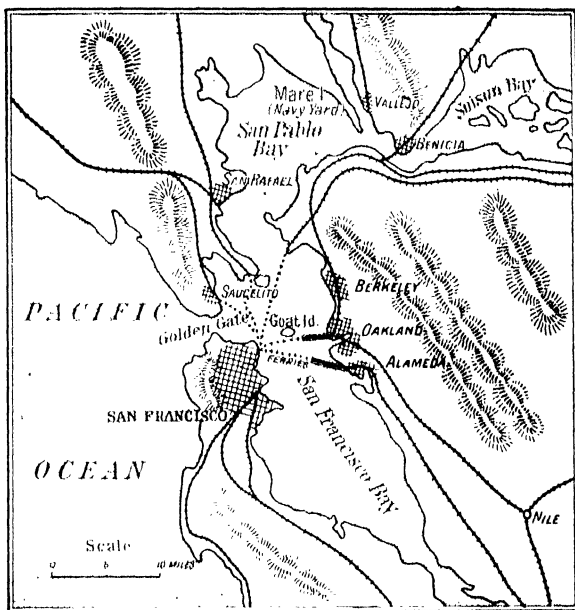 Mare I
(Navy Yard)
VALLEJO
Suisun Bay
San Pablo
Bay
BENICIA
SAN RAFAEL
PACIFIC
SAUCELITO
BERKELEY
Golden Gate
Goat Id.
OAKLAND
FERRIES
ALAMEDA
SAN FRANCISCO
San Francisco Bay
OCEAN
NILE
Scale
0 5 10 MILES